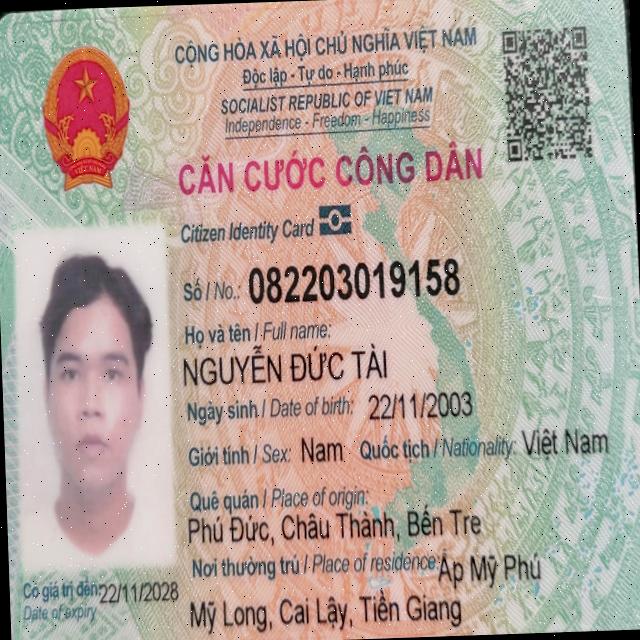 CỘNG HÒA XÃ HỘI CHỦ NGHĨA VIỆT NAM
Độc lập - Tự do - Hạnh phúc
SOCIALIST REPUBLIC OF VIET NAM
Independence - Freedom - Happiness
VIỆT NAM
CĂN CƯỚC CÔNG DÂN
Citizen Identity Card
Số / No.: 082203019158
Họ và tên / Full name:
NGUYỄN ĐỨC TÀI
Ngày sinh / Date of birth: 22/11/2003
Giới tính / Sex: Nam Quốc tịch / Nationality: Việt Nam
Quê quán / Place of origin:
Phú Đức, Châu Thành, Bến Tre
Nơi thường trú / Place of residence: Ấp Mỹ Phú
Mỹ Long, Cai Lậy, Tiền Giang
Có giá trị đến: 22/11/2028
Date of expiry